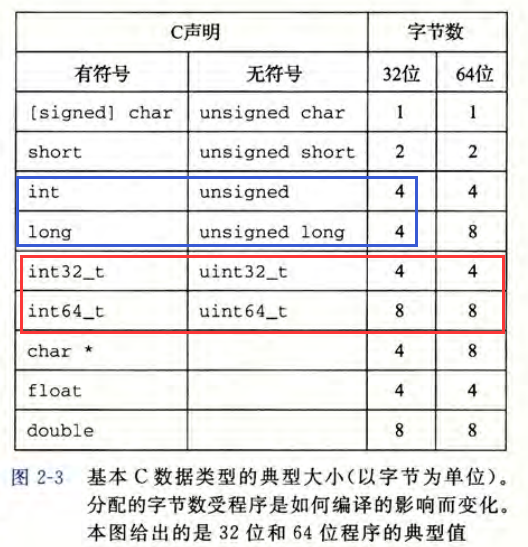 C声明 字节数
有符号 无符号 32位 64位
[signed] char unsigned char 1 1
short unsigned short 2 2
int unsigned 4 4
long unsigned long 4 8
int32_t uint32_t 4 4
int64_t uint64_t 8 8
char * 4 8
float 4 4
double 8 8
图 2-3 基本 C 数据类型的典型大小(以字节为单位)。
分配的字节数受程序是如何编译的影响而变化。
本图给出的是 32 位和 64 位程序的典型值